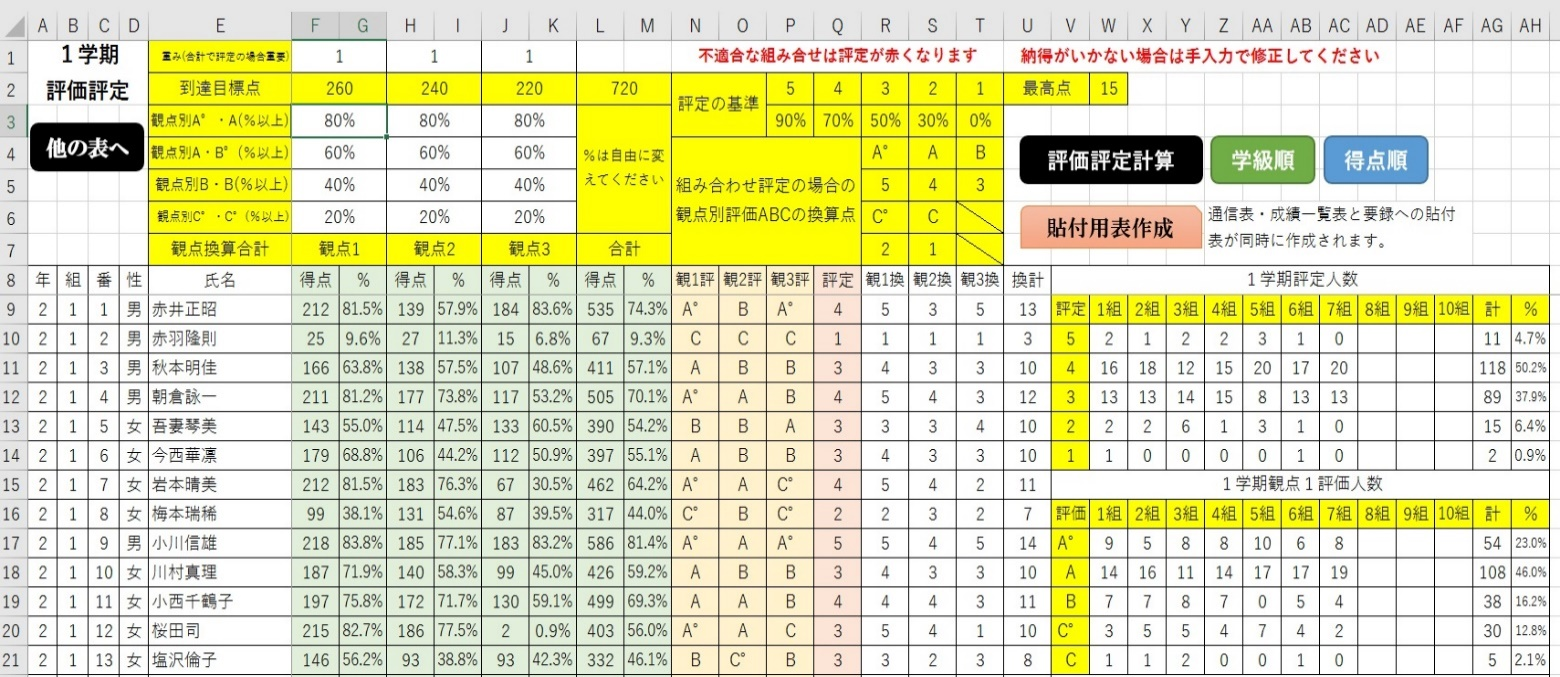 A B C D E F G H I J K L M N O P Q R S T U V W X Y Z AA AB AC AD AE AF AG AH
1 1学期 重み(合計で評定の場合重要) 1 1 1 不適合な組み合せは評定が赤くなります 納得がいかない場合は手入力で修正してください
2 評価評定 到達目標点 260 240 220 720 評定の基準 5 4 3 2 1 最高点 15
3 観点別A°・A(%以上) 80% 80% 80% 90% 70% 50% 30% 0%
他の表へ
4 観点別A・B°(%以上) 60% 60% 60% %は自由に変 A° A B 評価評定計算 学級順 得点順
5 観点別B・B(%以上) 40% 40% 40% えてください 組み合わせ評定の場合の 5 4 3
6 観点別C°・C°(%以上) 20% 20% 20% 観点別評価ABCの換算点 C° C 貼付用表作成 通信表・成績一覧表と要録への貼付
7 観点換算合計 観点1 観点2 観点3 合計 2 1 表が同時に作成されます。
8 年 組 番 性 氏名 得点 % 得点 % 得点 % 得点 % 観1評 観2評 観3評 評定 観1換 観2換 観3換 換計 1学期評定人数
9 2 1 1 男 赤井正昭 212 81.5% 139 57.9% 184 83.6% 535 74.3% A° B A° 4 5 3 5 13 評定 1組 2組 3組 4組 5組 6組 7組 8組 9組 10組 計 %
10 2 1 2 男 赤羽隆則 25 9.6% 27 11.3% 15 6.8% 67 9.3% C C C 1 1 1 1 3 5 2 1 2 2 3 1 0 11 4.7%
11 2 1 3 男 秋本明佳 166 63.8% 138 57.5% 107 48.6% 411 57.1% A B B 3 4 3 3 10 4 16 18 12 15 20 17 20 118 50.2%
12 2 1 4 男 朝倉詠一 211 81.2% 177 73.8% 117 53.2% 505 70.1% A° A B 4 5 4 3 12 3 13 13 14 15 8 13 13 89 37.9%
13 2 1 5 女 吾妻琴美 143 55.0% 114 47.5% 133 60.5% 390 54.2% B B A 3 3 3 4 10 2 2 2 6 1 3 1 0 15 6.4%
14 2 1 6 女 今西華凛 179 68.8% 106 44.2% 112 50.9% 397 55.1% A B B 3 4 3 3 10 1 1 0 0 0 0 1 0 2 0.9%
15 2 1 7 女 岩本晴美 212 81.5% 183 76.3% 67 30.5% 462 64.2% A° A C° 4 5 4 2 11 1学期観点1評価人数
16 2 1 8 女 梅本瑞稀 99 38.1% 131 54.6% 87 39.5% 317 44.0% C° B C° 2 2 3 2 7 評価 1組 2組 3組 4組 5組 6組 7組 8組 9組 10組 計 %
17 2 1 9 男 小川信雄 218 83.8% 185 77.1% 183 83.2% 586 81.4% A° A A° 5 5 4 5 14 A° 9 5 8 8 10 6 8 54 23.0%
18 2 1 10 女 川村真理 187 71.9% 140 58.3% 99 45.0% 426 59.2% A B B 3 4 3 3 10 A 14 16 11 14 17 17 19 108 46.0%
19 2 1 11 女 小西千鶴子 197 75.8% 172 71.7% 130 59.1% 499 69.3% A A B 4 4 4 3 11 B 7 7 8 7 0 5 4 38 16.2%
20 2 1 12 女 桜田司 215 82.7% 186 77.5% 2 0.9% 403 56.0% A° A C 3 5 4 1 10 C° 3 5 5 4 7 4 2 30 12.8%
21 2 1 13 女 塩沢倫子 146 56.2% 93 38.8% 93 42.3% 332 46.1% B C° B 3 3 2 3 8 C 1 1 2 0 0 1 0 5 2.1%